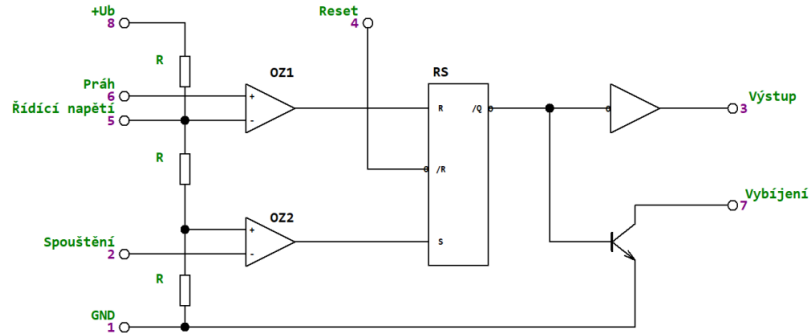 +Ub
8
Reset
4
R
OZ1
RS
Práh
6
+
R
/Q
Výstup
3
Řídící napětí
5
-
R
/R
Vybíjení
7
OZ2
+
Spouštění
2
-
S
R
GND
1